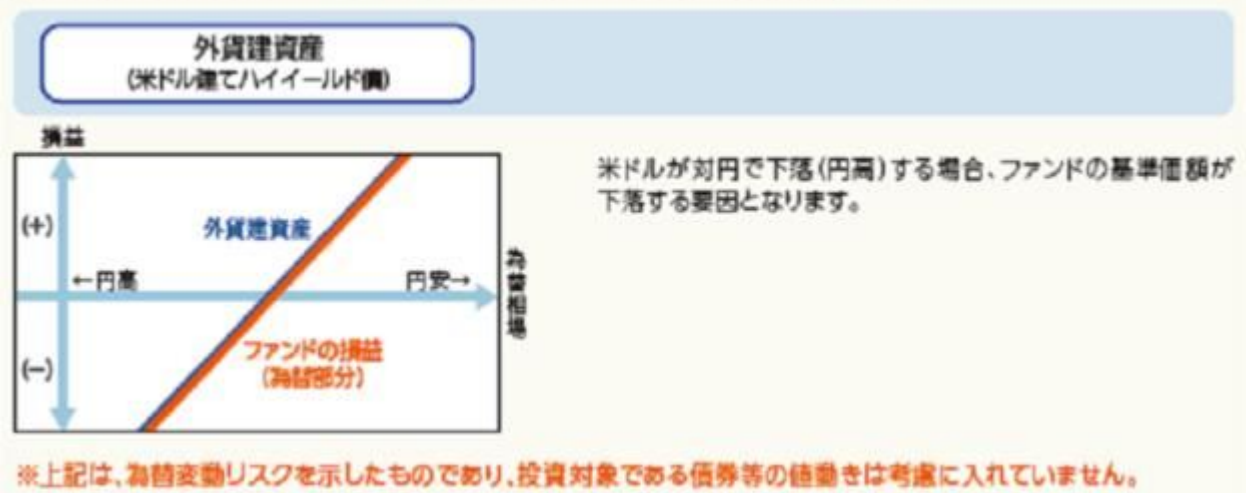 外貨建資産
(米ドル建てハイイールド債)
損益
米ドルが対円で下落(円高)する場合、ファンドの基準価額が
下落する要因となります。
(+)
外貨建資産
←円高
円安→
為替相場
ファンドの損益
(為替部分)
(−)
※上記は、為替変動リスクを示したものであり、投資対象である債券等の値動きは考慮に入れていません。